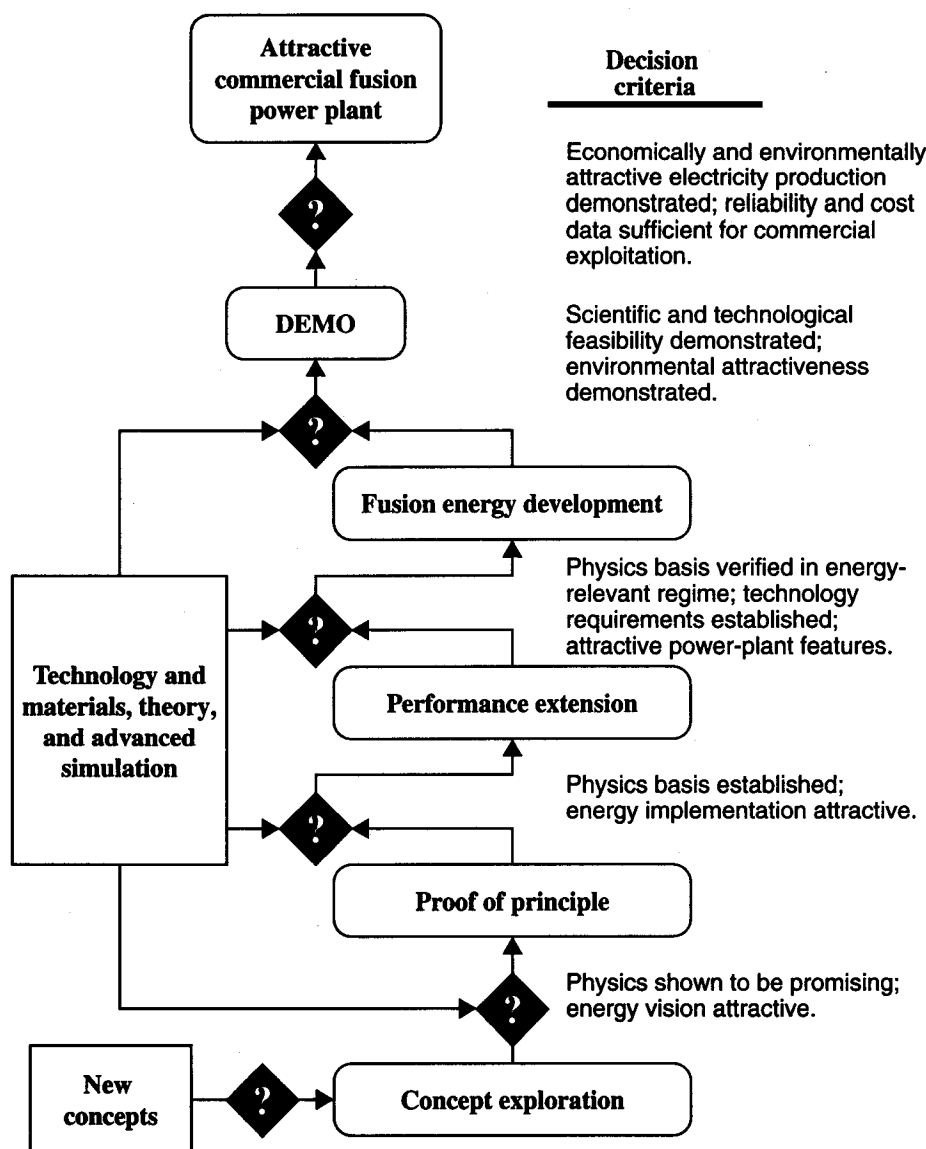 Attractive
commercial fusion
power plant
Decision
criteria
?
Economically and environmentally
attractive electricity production
demonstrated; reliability and cost
data sufficient for commercial
exploitation.
DEMO
Scientific and technological
feasibility demonstrated;
environmental attractiveness
demonstrated.
?
Fusion energy development
Physics basis verified in energy-
relevant regime; technology
requirements established;
attractive power-plant features.
?
Technology and
materials, theory,
and advanced
simulation
Performance extension
Physics basis established;
energy implementation attractive.
?
Proof of principle
Physics shown to be promising;
energy vision attractive.
?
New
concepts
?
Concept exploration